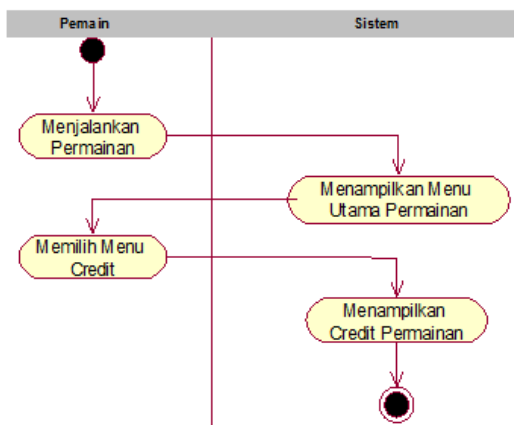 Pemain
Sistem
Menjalankan
Permainan
Menampilkan Menu
Utama Permainan
Memilih Menu
Credit
Menampilkan
Credit Permainan